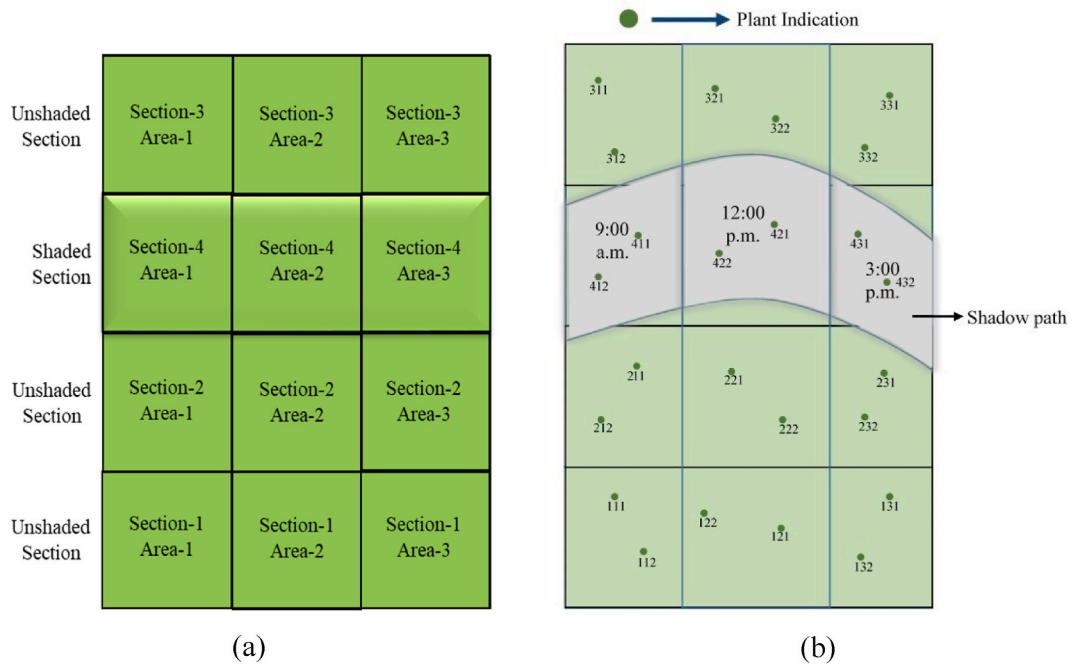 Plant Indication
Unshaded
Section
Section-3
Area-1
Section-3
Area-2
Section-3
Area-3
Shaded
Section
Section-4
Area-1
Section-4
Area-2
Section-4
Area-3
Unshaded
Section
Section-2
Area-1
Section-2
Area-2
Section-2
Area-3
Unshaded
Section
Section-1
Area-1
Section-1
Area-2
Section-1
Area-3
(a)
311
321
331
322
312
332
9:00
a.m.
411
412
12:00
p.m.
421
422
431
3:00
p.m.
432
Shadow path
211
221
231
212
222
232
111
122
131
121
112
132
(b)